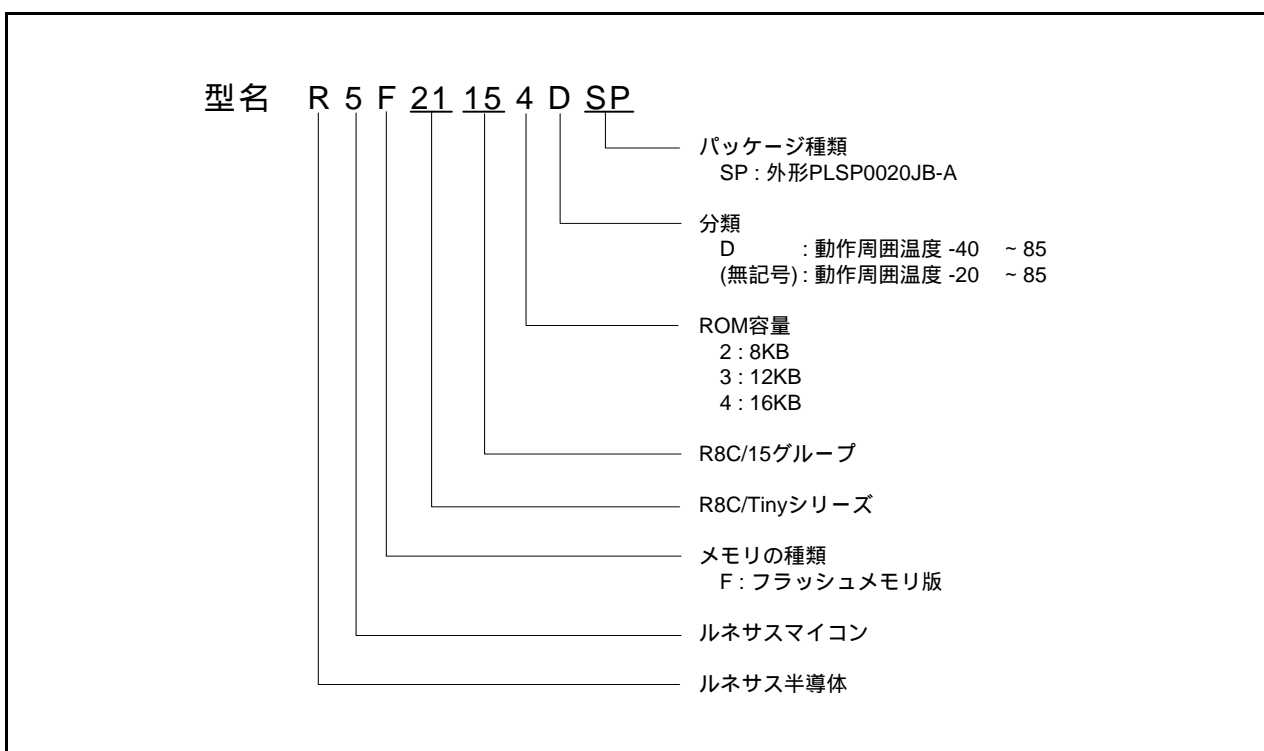 型名 R 5 F 21 15 4 D SP
パッケージ種類
SP : 外形PLSP0020JB-A
分類
D : 動作周囲温度 -40 ~ 85
(無記号) : 動作周囲温度 -20 ~ 85
ROM容量
2 : 8KB
3 : 12KB
4 : 16KB
R8C/15グループ
R8C/Tinyシリーズ
メモリの種類
F : フラッシュメモリ版
ルネサスマイコン
ルネサス半導体